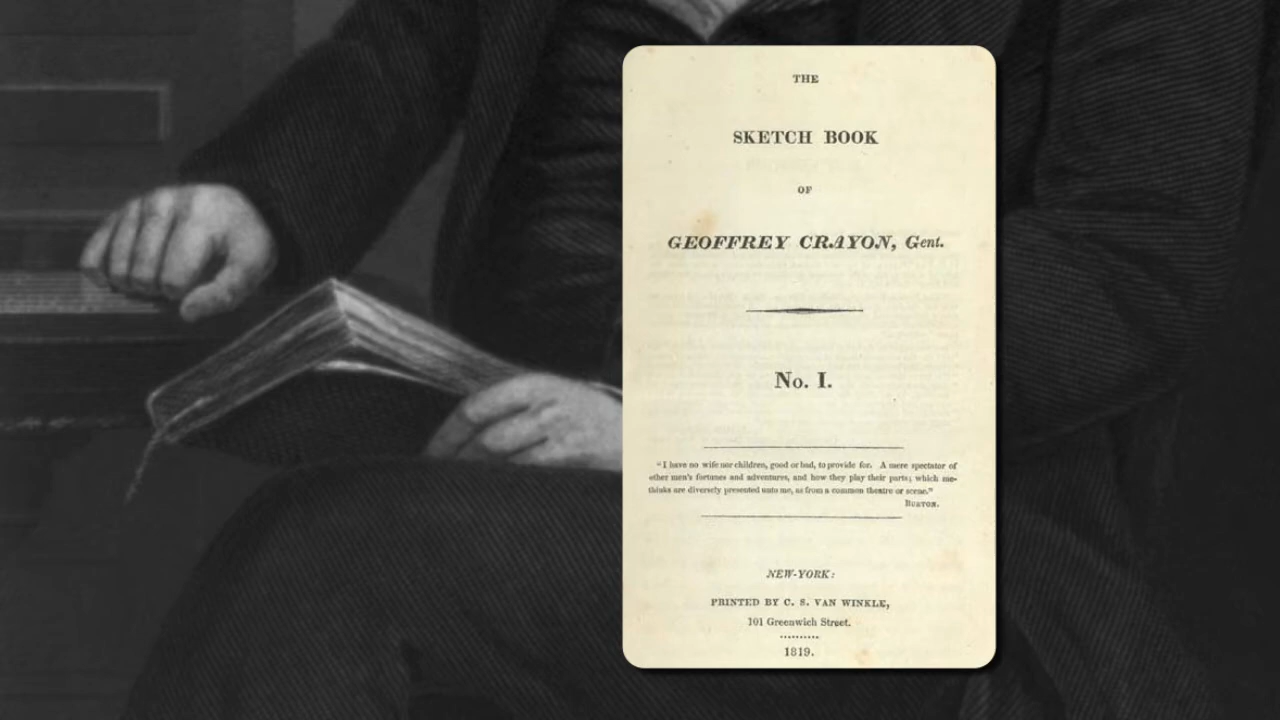 THE
SKETCH BOOK
OF
GEOFFREY CRAYON, Gent.
No. I.
"I have no wife nor children, good or bad, to provide for. A mere spectator of
other men's fortunes and adventures, and how they play their parts; which me-
thinks are diversely presented unto me, as from a common theatre or scene."
BURTON.
NEW-YORK:
PRINTED BY C. S. VAN WINKLE,
101 Greenwich Street.
1819.